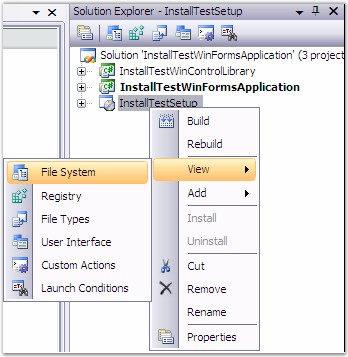 Solution Explorer - InstallTestSetup
Solution 'InstallTestWinFormsApplication' (3 project
InstallTestWinControlLibrary
InstallTestWinFormsApplication
InstallTestSetup
Build
Rebuild
View
Add
Install
Uninstall
Cut
Remove
Rename
Properties
File System
Registry
File Types
User Interface
Custom Actions
Launch Conditions